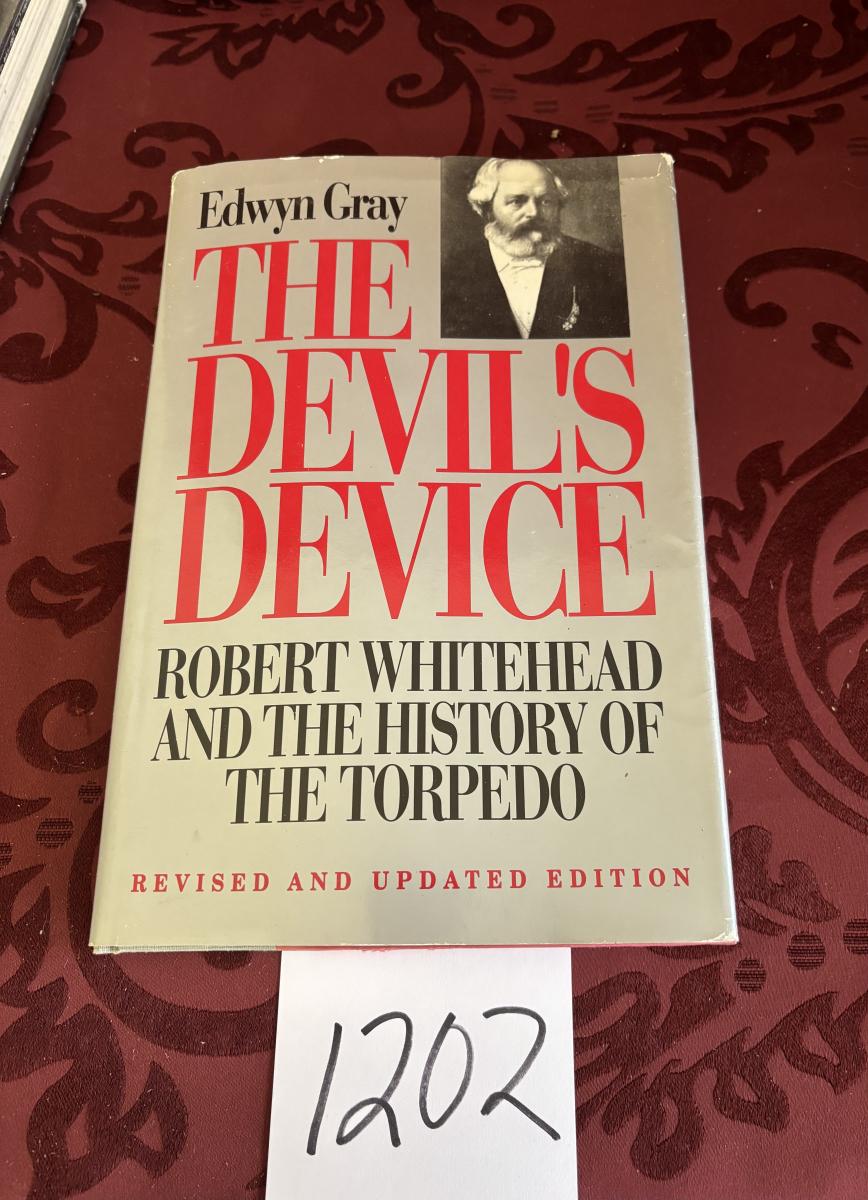 Edwyn Gray
THE
DEVIL'S
DEVICE
ROBERT WHITEHEAD
AND THE HISTORY OF
THE TORPEDO
REVISED AND UPDATED EDITION
1202